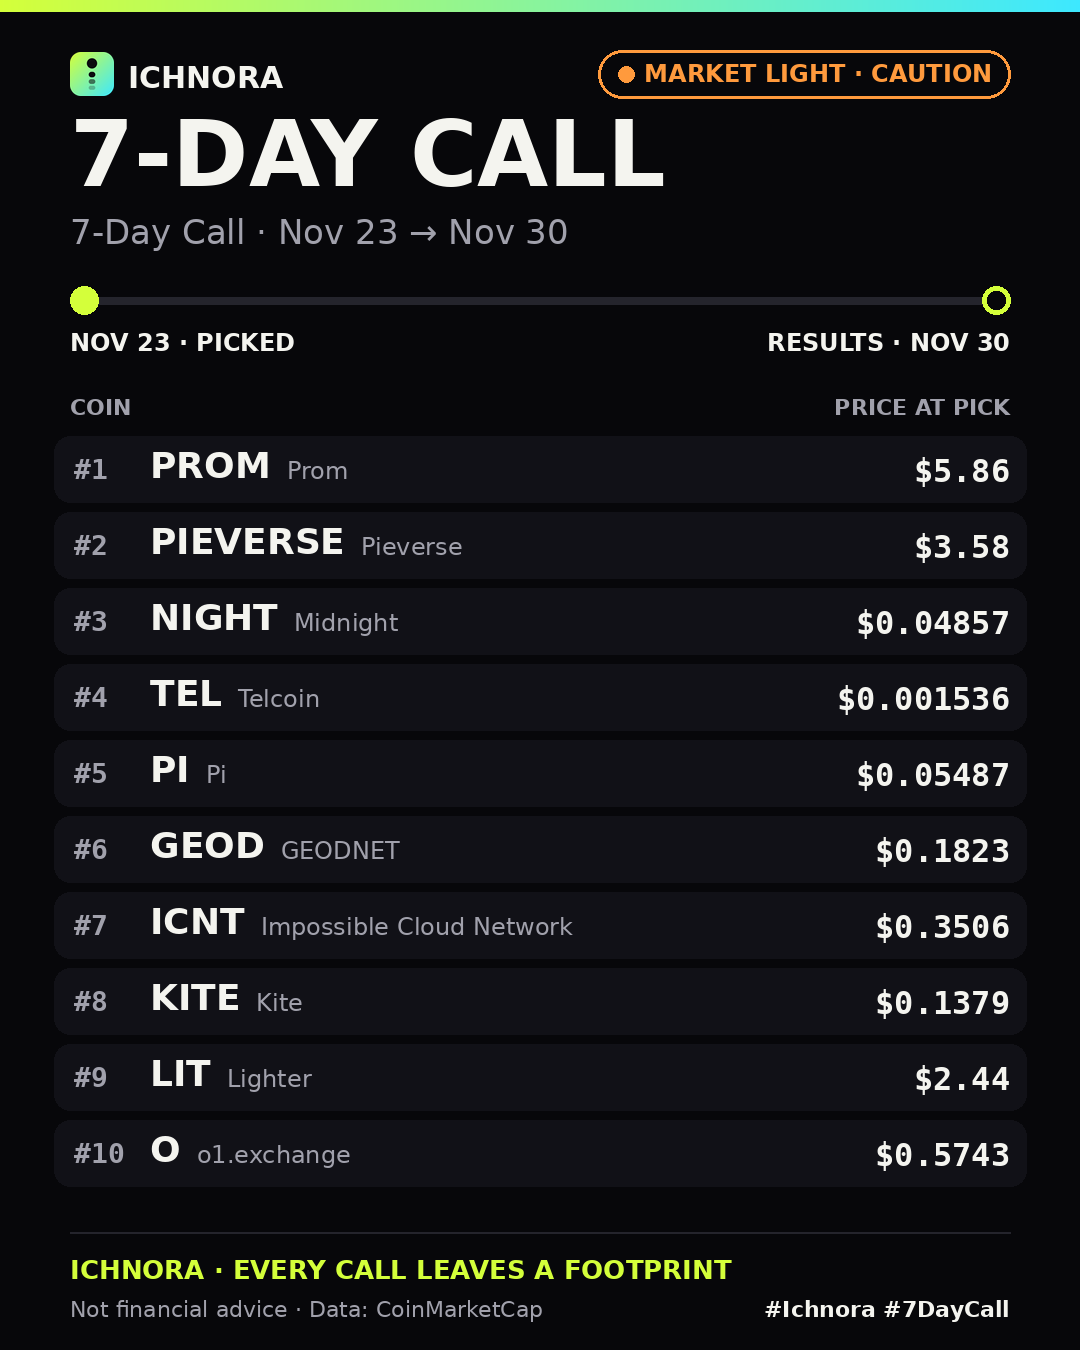 ICHNORA
MARKET LIGHT · CAUTION
7-DAY CALL
7-Day Call · Nov 23 → Nov 30
NOV 23 · PICKED
RESULTS · NOV 30
COIN
PRICE AT PICK
#1 PROM Prom $5.86
#2 PIEVERSE Pieverse $3.58
#3 NIGHT Midnight $0.04857
#4 TEL Telcoin $0.001536
#5 PI Pi $0.05487
#6 GEOD GEODNET $0.1823
#7 ICNT Impossible Cloud Network $0.3506
#8 KITE Kite $0.1379
#9 LIT Lighter $2.44
#10 O o1.exchange $0.5743
ICHNORA · EVERY CALL LEAVES A FOOTPRINT
Not financial advice · Data: CoinMarketCap
#Ichnora #7DayCall